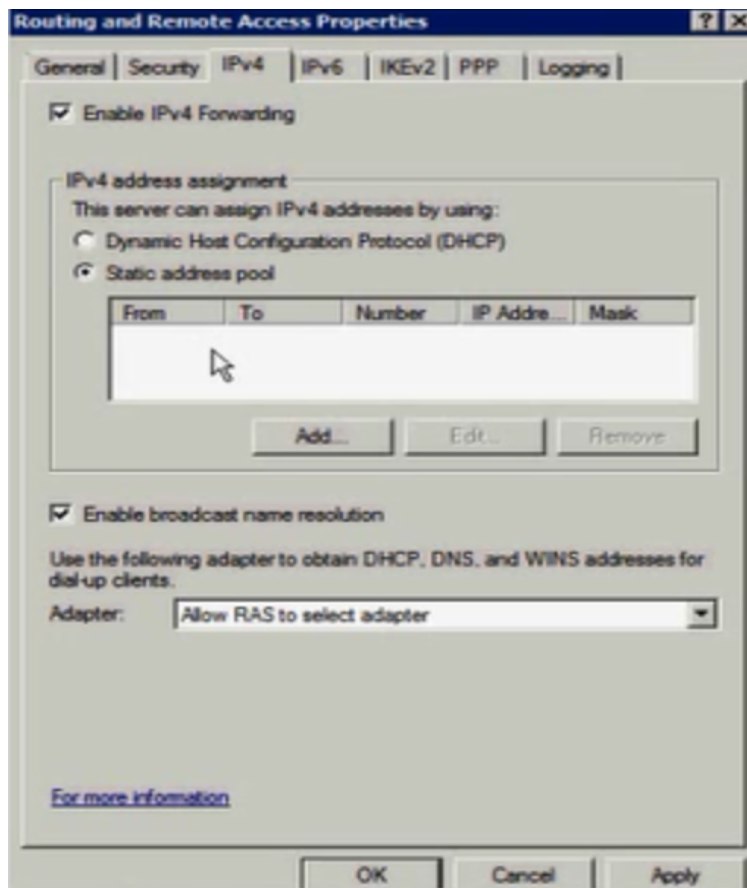 Routing and Remote Access Properties
General Security IPv4 IPv6 IKEv2 PPP Logging
Enable IPv4 Forwarding
IPv4 address assignment
This server can assign IPv4 addresses by using:
Dynamic Host Configuration Protocol (DHCP)
Static address pool
From To Number IP Addre... Mask
Add... Edit... Remove
Enable broadcast name resolution
Use the following adapter to obtain DHCP, DNS, and WINS addresses for
dial-up clients.
Adapter: Allow RAS to select adapter
For more information
OK Cancel Apply